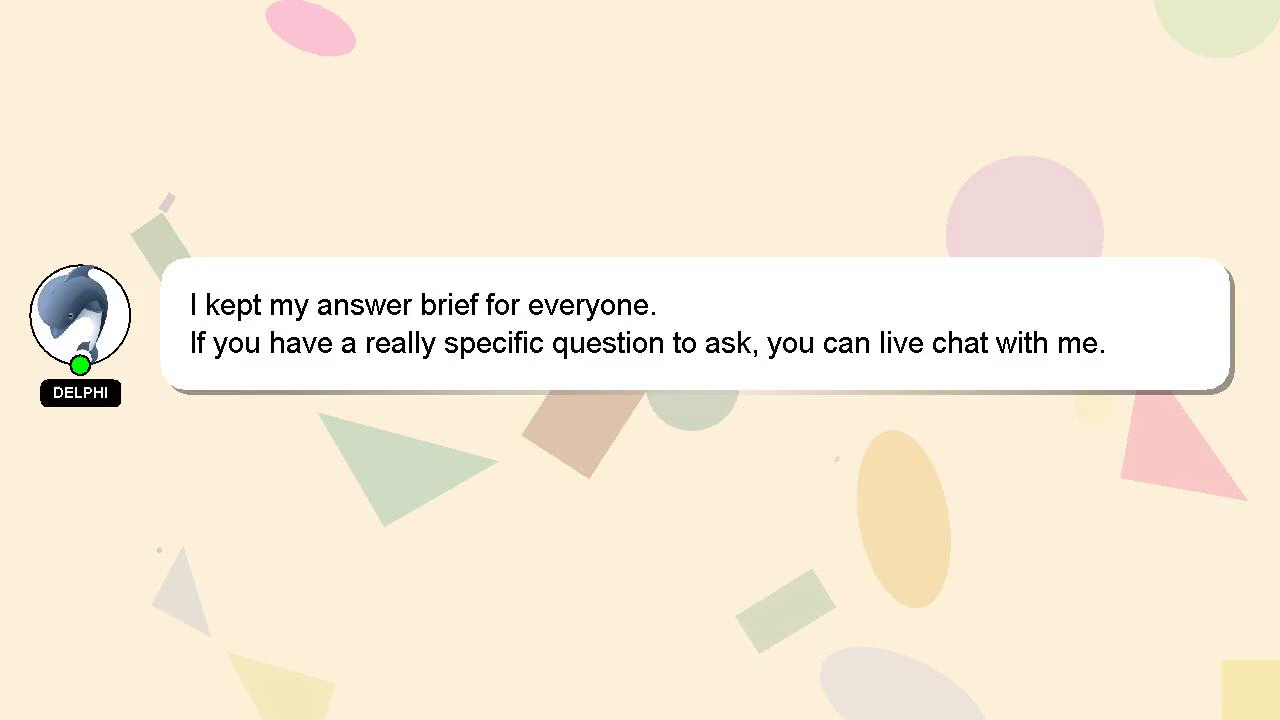 I kept my answer brief for everyone.
If you have a really specific question to ask, you can live chat with me.
DELPHI